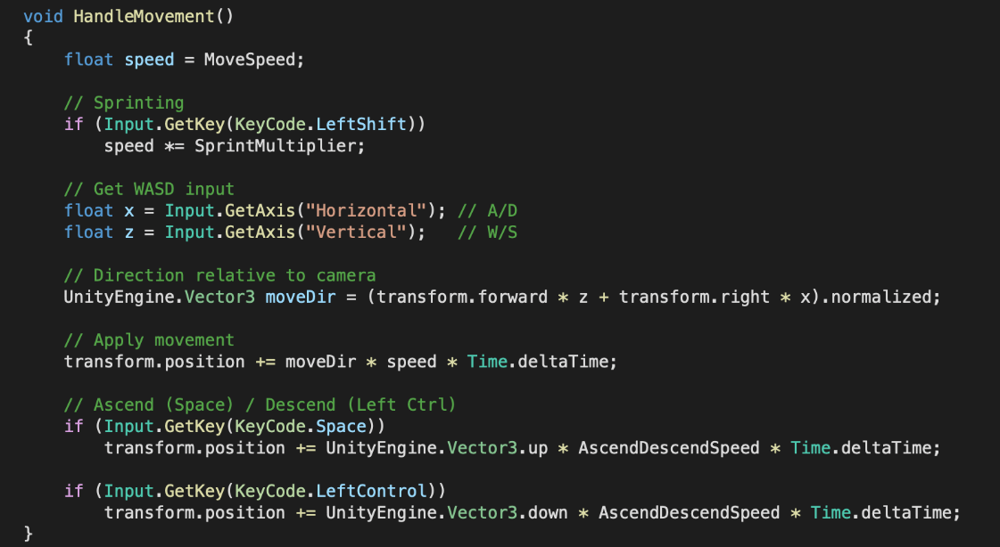 void HandleMovement()
{
    float speed = MoveSpeed;

    // Sprinting
    if (Input.GetKey(KeyCode.LeftShift))
        speed *= SprintMultiplier;

    // Get WASD input
    float x = Input.GetAxis("Horizontal"); // A/D
    float z = Input.GetAxis("Vertical");   // W/S

    // Direction relative to camera
    UnityEngine.Vector3 moveDir = (transform.forward * z + transform.right * x).normalized;

    // Apply movement
    transform.position += moveDir * speed * Time.deltaTime;

    // Ascend (Space) / Descend (Left Ctrl)
    if (Input.GetKey(KeyCode.Space))
        transform.position += UnityEngine.Vector3.up * AscendDescendSpeed * Time.deltaTime;

    if (Input.GetKey(KeyCode.LeftControl))
        transform.position += UnityEngine.Vector3.down * AscendDescendSpeed * Time.deltaTime;
}